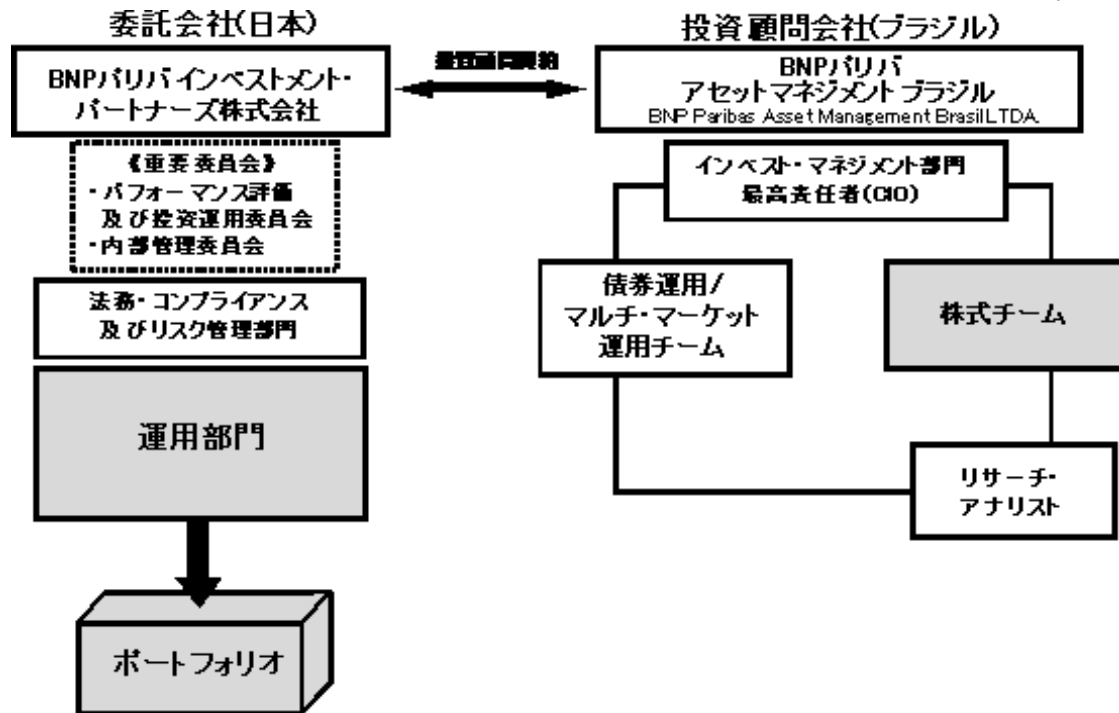 委託会社(日本)
BNPパリバ インベストメント・
パートナーズ株式会社
《重要委員会》
・パフォーマンス評価
及び投資運用委員会
・内部管理委員会
法務・コンプライアンス
及びリスク管理部門
運用部門
ポートフォリオ
投資顧問会社(ブラジル)
BNPパリバ
アセットマネジメント ブラジル
BNP Paribas Asset Management Brasil LTDA.
インベスト・マネジメント部門
最高責任者(CIO)
債券運用/
マルチ・マーケット
運用チーム
株式チーム
リサーチ・
アナリスト